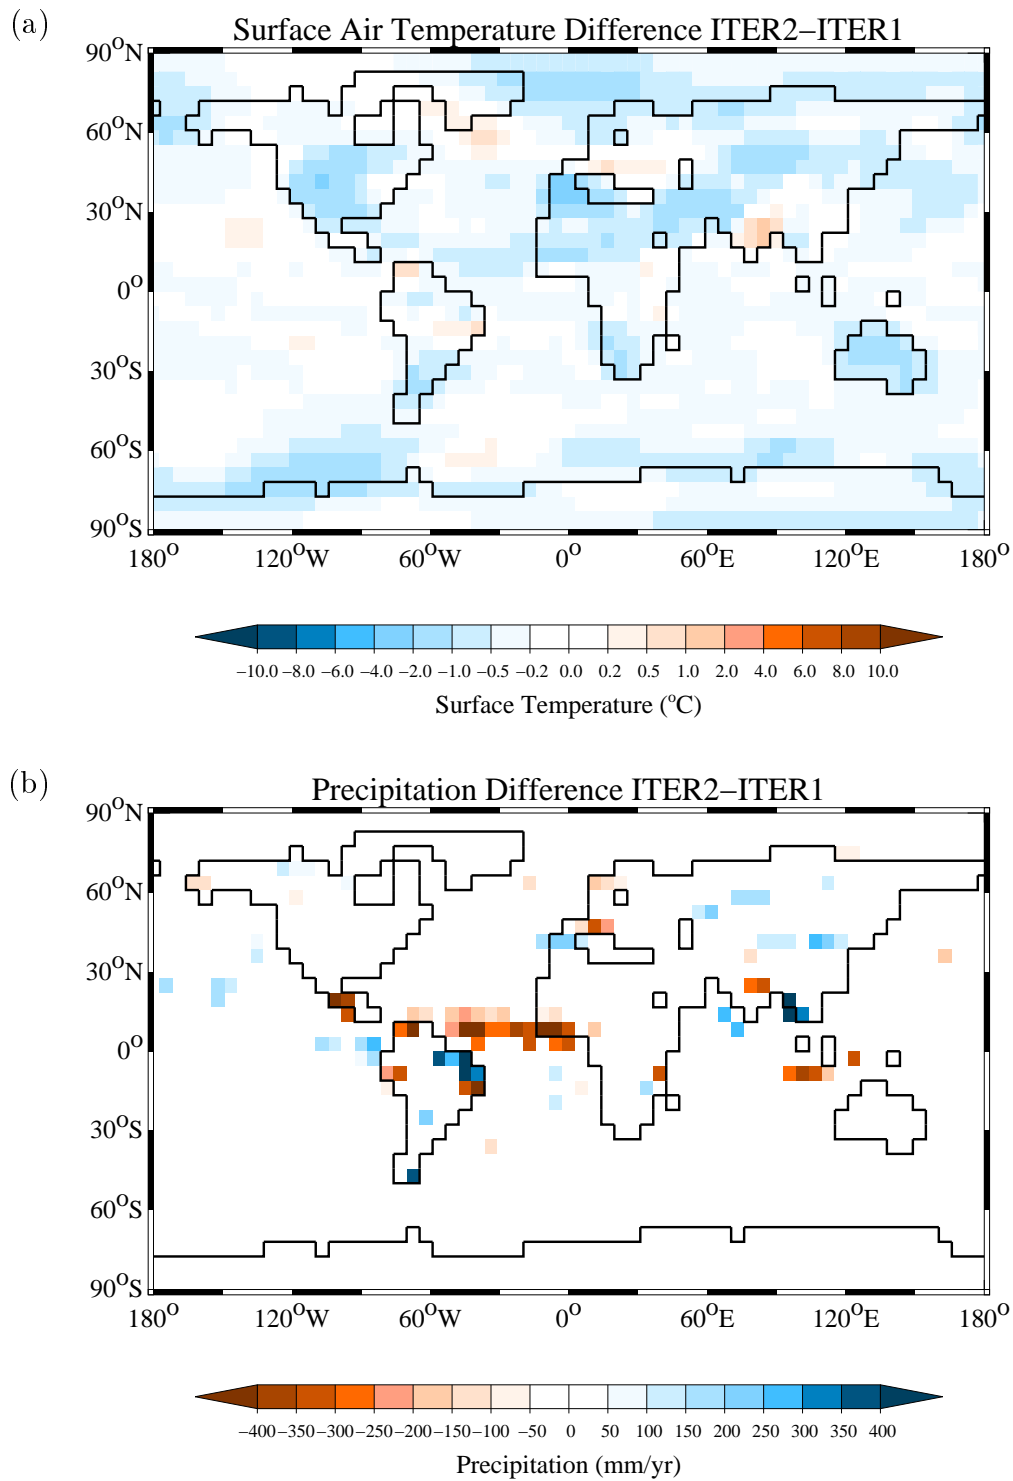 (a)
Surface Air Temperature Difference ITER2−ITER1
90°N
60°N
30°N
0°
30°S
60°S
90°S
180° 120°W 60°W 0° 60°E 120°E 180°
−10.0 −8.0 −6.0 −4.0 −2.0 −1.0 −0.5 −0.2 0.0 0.2 0.5 1.0 2.0 4.0 6.0 8.0 10.0
Surface Temperature (°C)
(b)
Precipitation Difference ITER2−ITER1
90°N
60°N
30°N
0°
30°S
60°S
90°S
180° 120°W 60°W 0° 60°E 120°E 180°
−400 −350 −300 −250 −200 −150 −100 −50 0 50 100 150 200 250 300 350 400
Precipitation (mm/yr)